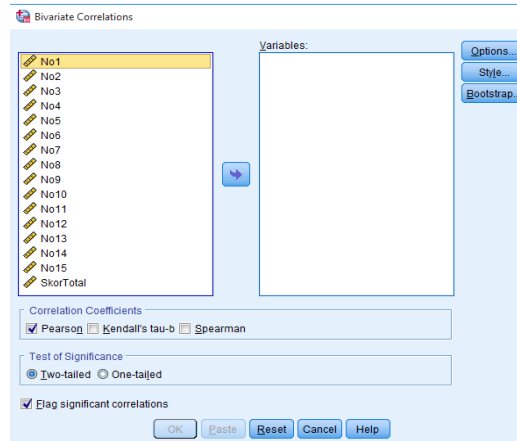 Bivariate Correlations
Variables:
No1
No2
No3
No4
No5
No6
No7
No8
No9
No10
No11
No12
No13
No14
No15
SkorTotal
Options...
Style...
Bootstrap..
Correlation Coefficients
Pearson Kendall's tau-b Spearman
Test of Significance
Two-tailed One-tailed
Flag significant correlations
OK Paste Reset Cancel Help